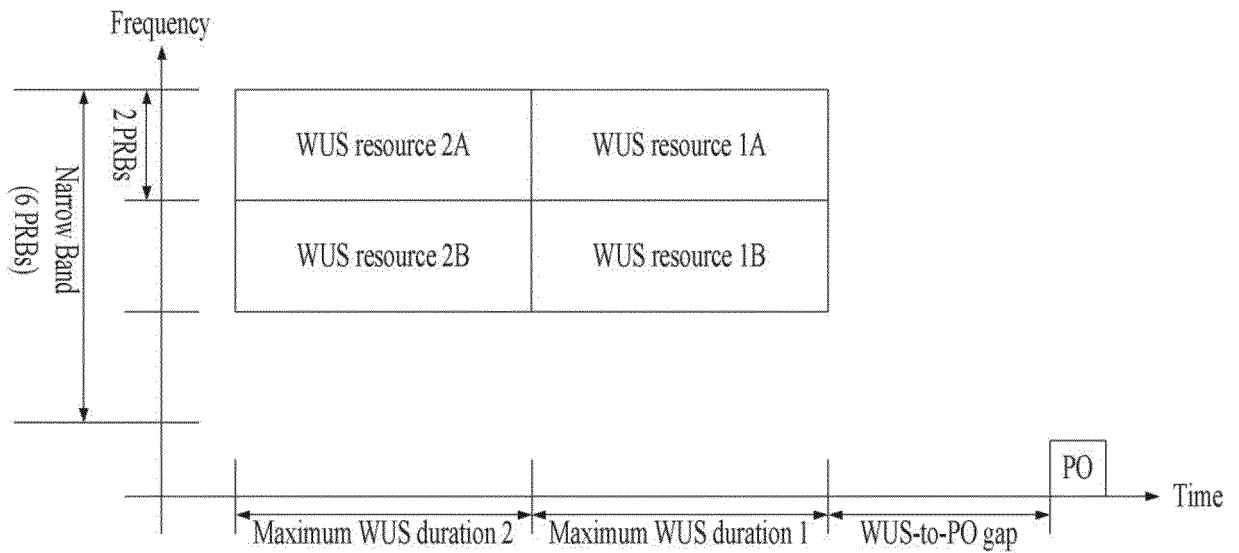 Frequency
2 PRBs
Narrow Band
(6 PRBs)
WUS resource 2A
WUS resource 1A
WUS resource 2B
WUS resource 1B
PO
Time
Maximum WUS duration 2
Maximum WUS duration 1
WUS-to-PO gap